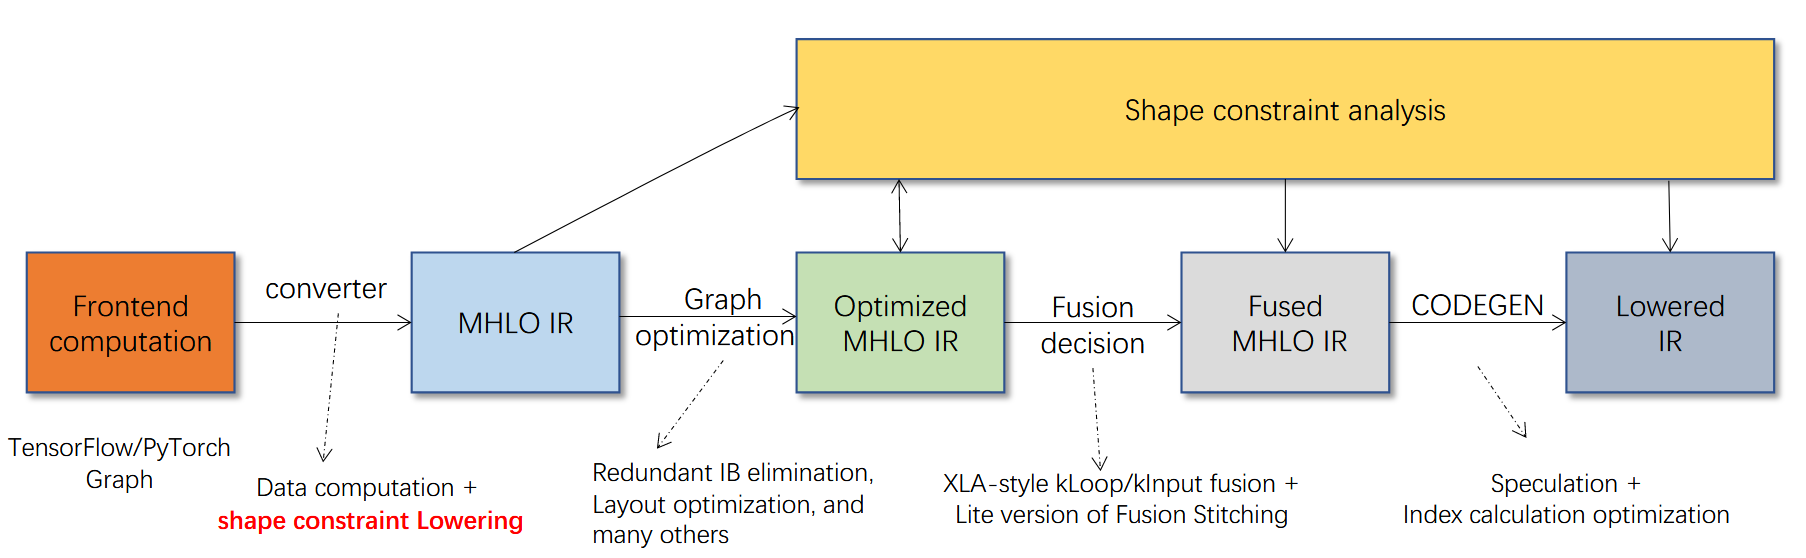 Shape constraint analysis
Frontend
computation
converter
MHLO IR
Graph
optimization
Optimized
MHLO IR
Fusion
decision
Fused
MHLO IR
CODEGEN
Lowered
IR
TensorFlow/PyTorch
Graph
Data computation +
shape constraint Lowering
Redundant IB elimination,
Layout optimization, and
many others
XLA-style kLoop/kInput fusion +
Lite version of Fusion Stitching
Speculation +
Index calculation optimization